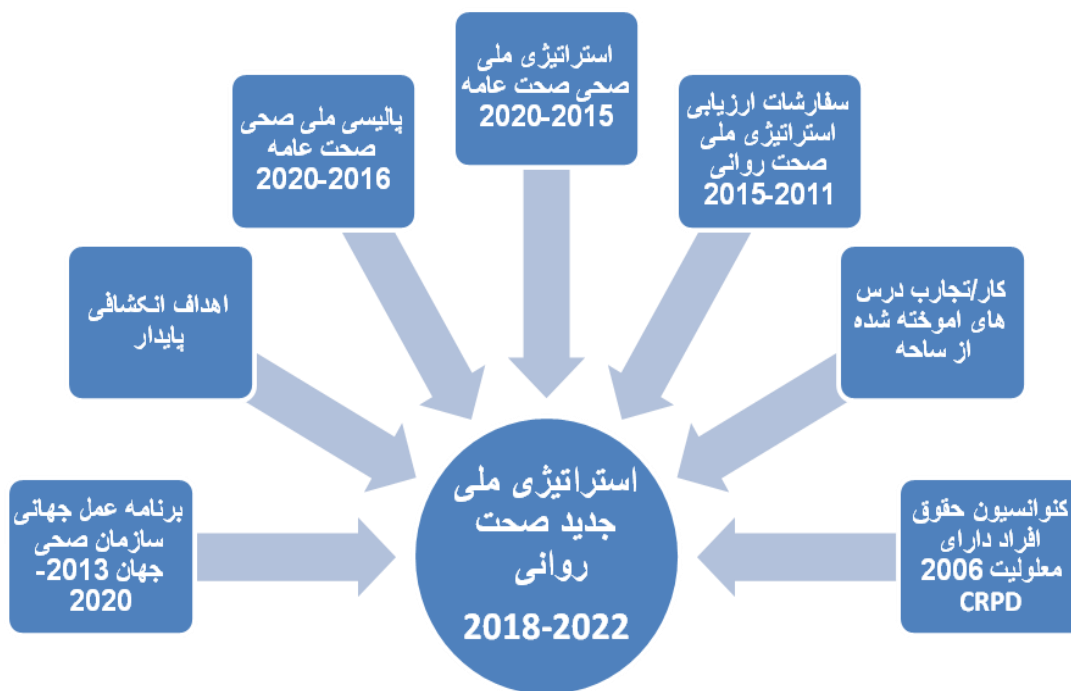 استراتیژی ملی
صحی صحت عامه
2020-2015
پالیسی ملی صحی
صحت عامه
2020-2016
سفارشات ارزیابی
استراتیژی ملی
صحت روانی
2015-2011
اهداف انکشافی
پایدار
کار/تجارب درس
های اموخته شده
از ساحه
برنامه عمل جهانی
سازمان صحی
جهان 2013-
2020
استراتیژی ملی
جدید صحت
روانی
2018-2022
کنوانسیون حقوق
افراد دارای
معلولیت 2006
CRPD